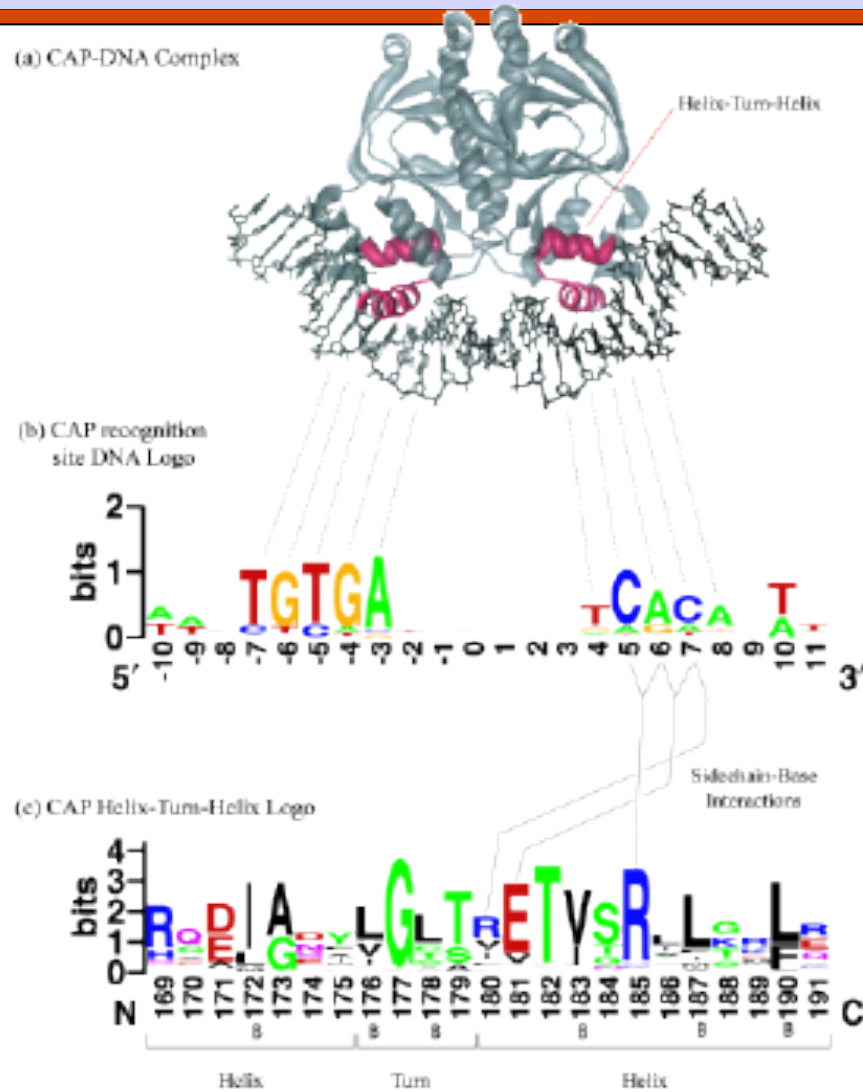 (a) CAP-DNA Complex
Helix-Turn-Helix
(b) CAP recognition
site DNA Logo
2
1
0
bits
T G T G A
T C A C A T
A A
A
5′ -10 -9 -8 -7 -6 -5 -4 -3 -2 -1 0 1 2 3 4 5 6 7 8 9 10 11 3′
Sidechain-Base
Interactions
(c) CAP Helix-Turn-Helix Logo
4
3
2
1
0
bits
R D I A L G L T R E T V S R L L
E G
N 169 170 171 172 173 174 175 176 177 178 179 180 181 182 183 184 185 186 187 188 189 190 191 C
Helix Turn Helix